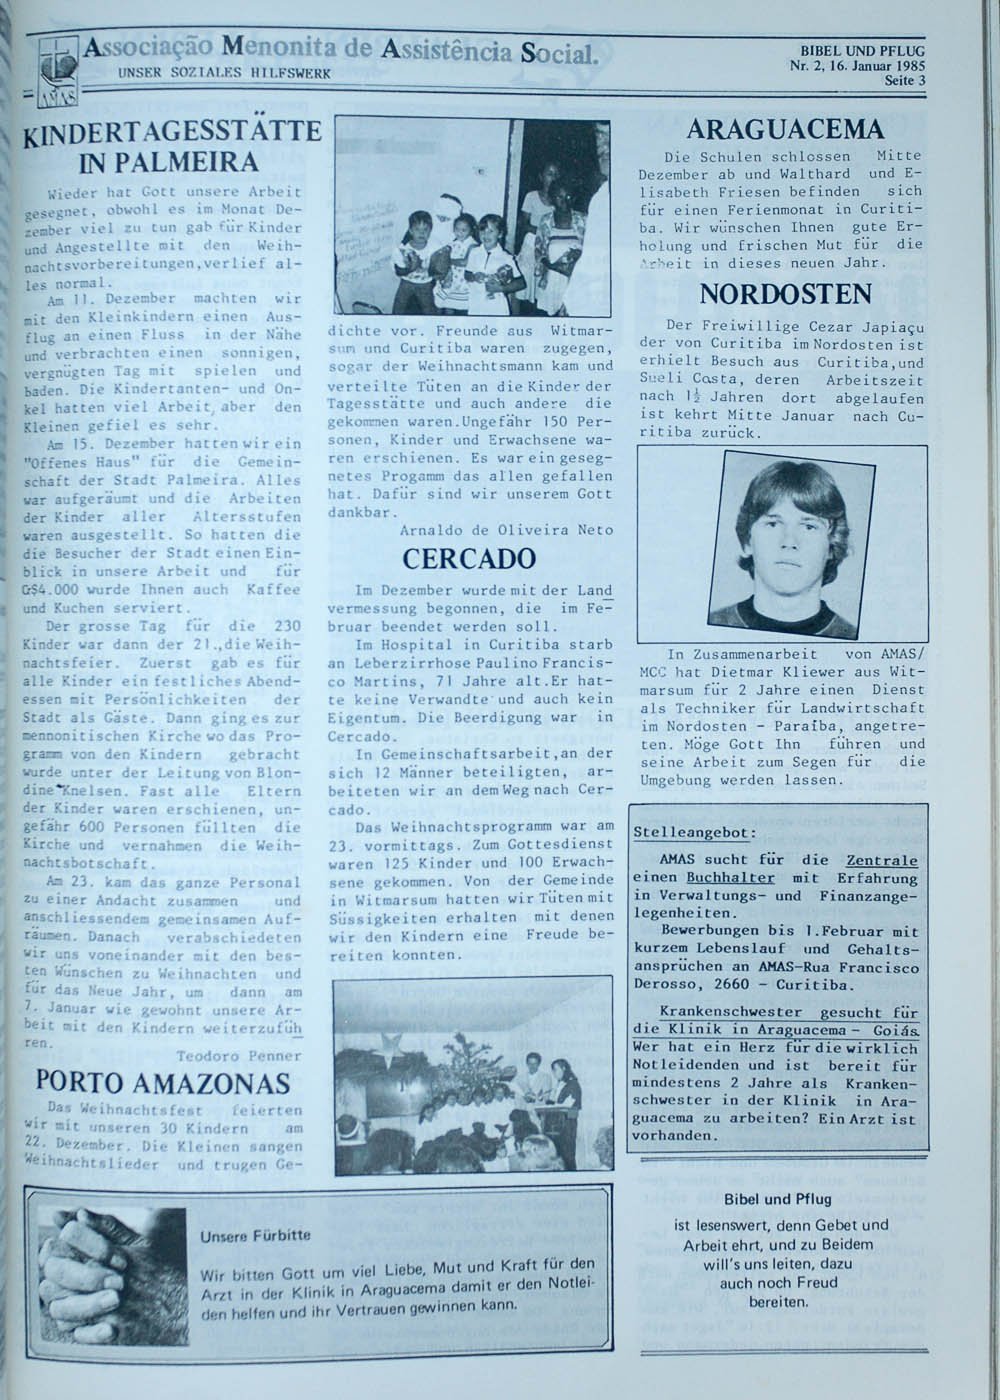 Associação Menonita de Assistência Social.
UNSER SOZIALES HILFSWERK
AMAS
BIBEL UND PFLUG
Nr. 2, 16. Januar 1985
Seite 3
KINDERTAGESSTÄTTE
IN PALMEIRA
Wieder hat Gott unsere Arbeit
gesegnet, obwohl es im Monat De-
zember viel zu tun gab für Kinder
und Angestellte mit den Weih-
nachtsvorbereitungen,verlief al-
les normal.
Am 11. Dezember machten wir
mit den Kleinkindern einen Aus-
flug an einen Fluss in der Nähe
und verbrachten einen sonnigen,
vergnügten Tag mit spielen und
baden. Die Kindertanten- und On-
kel hatten viel Arbeit, aber den
Kleinen gefiel es sehr.
Am 15. Dezember hatten wir ein
"Offenes Haus" für die Gemein-
schaft der Stadt Palmeira. Alles
war aufgeräumt und die Arbeiten
der Kinder aller Altersstufen
waren ausgestellt. So hatten die
die Besucher der Stadt einen Ein-
blick in unsere Arbeit und für
G$4.000 wurde Ihnen auch Kaffee
und Kuchen serviert.
Der grosse Tag für die 230
Kinder war dann der 21.,die Weih-
nachtsfeier. Zuerst gab es für
alle Kinder ein festliches Abend-
essen mit Persönlichkeiten der
Stadt als Gäste. Dann ging es zur
mennonitischen Kirche wo das Pro-
gramm von den Kindern gebracht
wurde unter der Leitung von Blon-
dine Knelsen. Fast alle Eltern
der Kinder waren erschienen, un-
gefähr 600 Personen füllten die
Kirche und vernahmen die Weih-
nachtsbotschaft.
Am 23. kam das ganze Personal
zu einer Andacht zusammen und
anschliessendem gemeinsamen Auf-
räumen. Danach verabschiedeten
wir uns voneinander mit den bes-
ten Wünschen zu Weihnachten und
für das Neue Jahr, um dann am
7. Januar wie gewohnt unsere Ar-
beit mit den Kindern weiterzufüh
ren.
Teodoro Penner
PORTO AMAZONAS
Das Weihnachtsfest feierten
wir mit unseren 30 Kindern am
22. Dezember. Die Kleinen sangen
Weihnachtslieder und trugen Ge-
dichte vor. Freunde aus Witmar-
sum und Curitiba waren zugegen,
sogar der Weihnachtsmann kam und
verteilte Tüten an die Kinder der
Tagesstätte und auch andere die
gekommen waren.Ungefähr 150 Per-
sonen, Kinder und Erwachsene wa-
ren erschienen. Es war ein geseg-
netes Progamm das allen gefallen
hat. Dafür sind wir unserem Gott
dankbar.
Arnaldo de Oliveira Neto
CERCADO
Im Dezember wurde mit der Land
vermessung begonnen, die im Fe-
bruar beendet werden soll.
Im Hospital in Curitiba starb
an Leberzirrhose Paulino Francis-
co Martins, 71 Jahre alt.Er hat-
te keine Verwandte und auch kein
Eigentum. Die Beerdigung war in
Cercado.
In Gemeinschaftsarbeit,an der
sich 12 Männer beteiligten, ar-
beiteten wir an dem Weg nach Cer-
cado.
Das Weihnachtsprogramm war am
23. vormittags. Zum Gottesdienst
waren 125 Kinder und 100 Erwach-
sene gekommen. Von der Gemeinde
in Witmarsum hatten wir Tüten mit
Süssigkeiten erhalten mit denen
wir den Kindern eine Freude be-
reiten konnten.
ARAGUACEMA
Die Schulen schlossen Mitte
Dezember ab und Walthard und E-
lisabeth Friesen befinden sich
für einen Ferienmonat in Curiti-
ba. Wir wünschen Ihnen gute Er-
holung und frischen Mut für die
Arbeit in dieses neuen Jahr.
NORDOSTEN
Der Freiwillige Cezar Japiaçu
der von Curitiba im Nordosten ist
erhielt Besuch aus Curitiba,und
Sueli Costa, deren Arbeitszeit
nach 1½ Jahren dort abgelaufen
ist kehrt Mitte Januar nach Cu-
ritiba zurück.
In Zusammenarbeit von AMAS/
MCC hat Dietmar Kliewer aus Wit-
marsum für 2 Jahre einen Dienst
als Techniker für Landwirtschaft
im Nordosten - Paraíba, angetre-
ten. Möge Gott Ihn führen und
seine Arbeit zum Segen für die
Umgebung werden lassen.
Stelleangebot:
AMAS sucht für die Zentrale
einen Buchhalter mit Erfahrung
in Verwaltungs- und Finanzange-
legenheiten.
Bewerbungen bis 1.Februar mit
kurzem Lebenslauf und Gehalts-
ansprüchen an AMAS-Rua Francisco
Derosso, 2660 - Curitiba.
Krankenschwester gesucht für
die Klinik in Araguacema - Goiás.
Wer hat ein Herz für die wirklich
Notleidenden und ist bereit für
mindestens 2 Jahre als Kranken-
schwester in der Klinik in Ara-
guacema zu arbeiten? Ein Arzt ist
vorhanden.
Unsere Fürbitte
Wir bitten Gott um viel Liebe, Mut und Kraft für den
Arzt in der Klinik in Araguacema damit er den Notlei-
den helfen und ihr Vertrauen gewinnen kann.
Bibel und Pflug
ist lesenswert, denn Gebet und
Arbeit ehrt, und zu Beidem
will's uns leiten, dazu
auch noch Freud
bereiten.